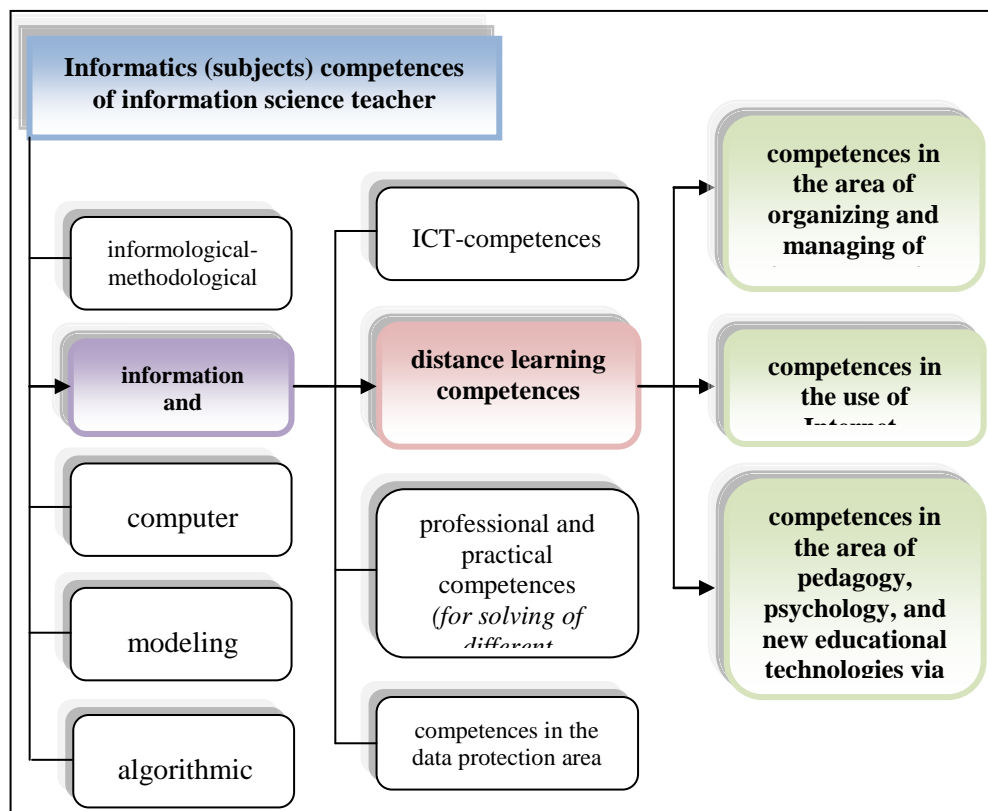 Informatics (subjects) competences
of information science teacher
informological-
methodological
information
and
computer
modeling
algorithmic
ICT-competences
distance learning
competences
professional and
practical
competences
(for solving of
different
competences in the
data protection area
competences in
the area of
organizing and
managing of
competences in
the use of
Internet
competences in
the area of
pedagogy,
psychology, and
new educational
technologies via